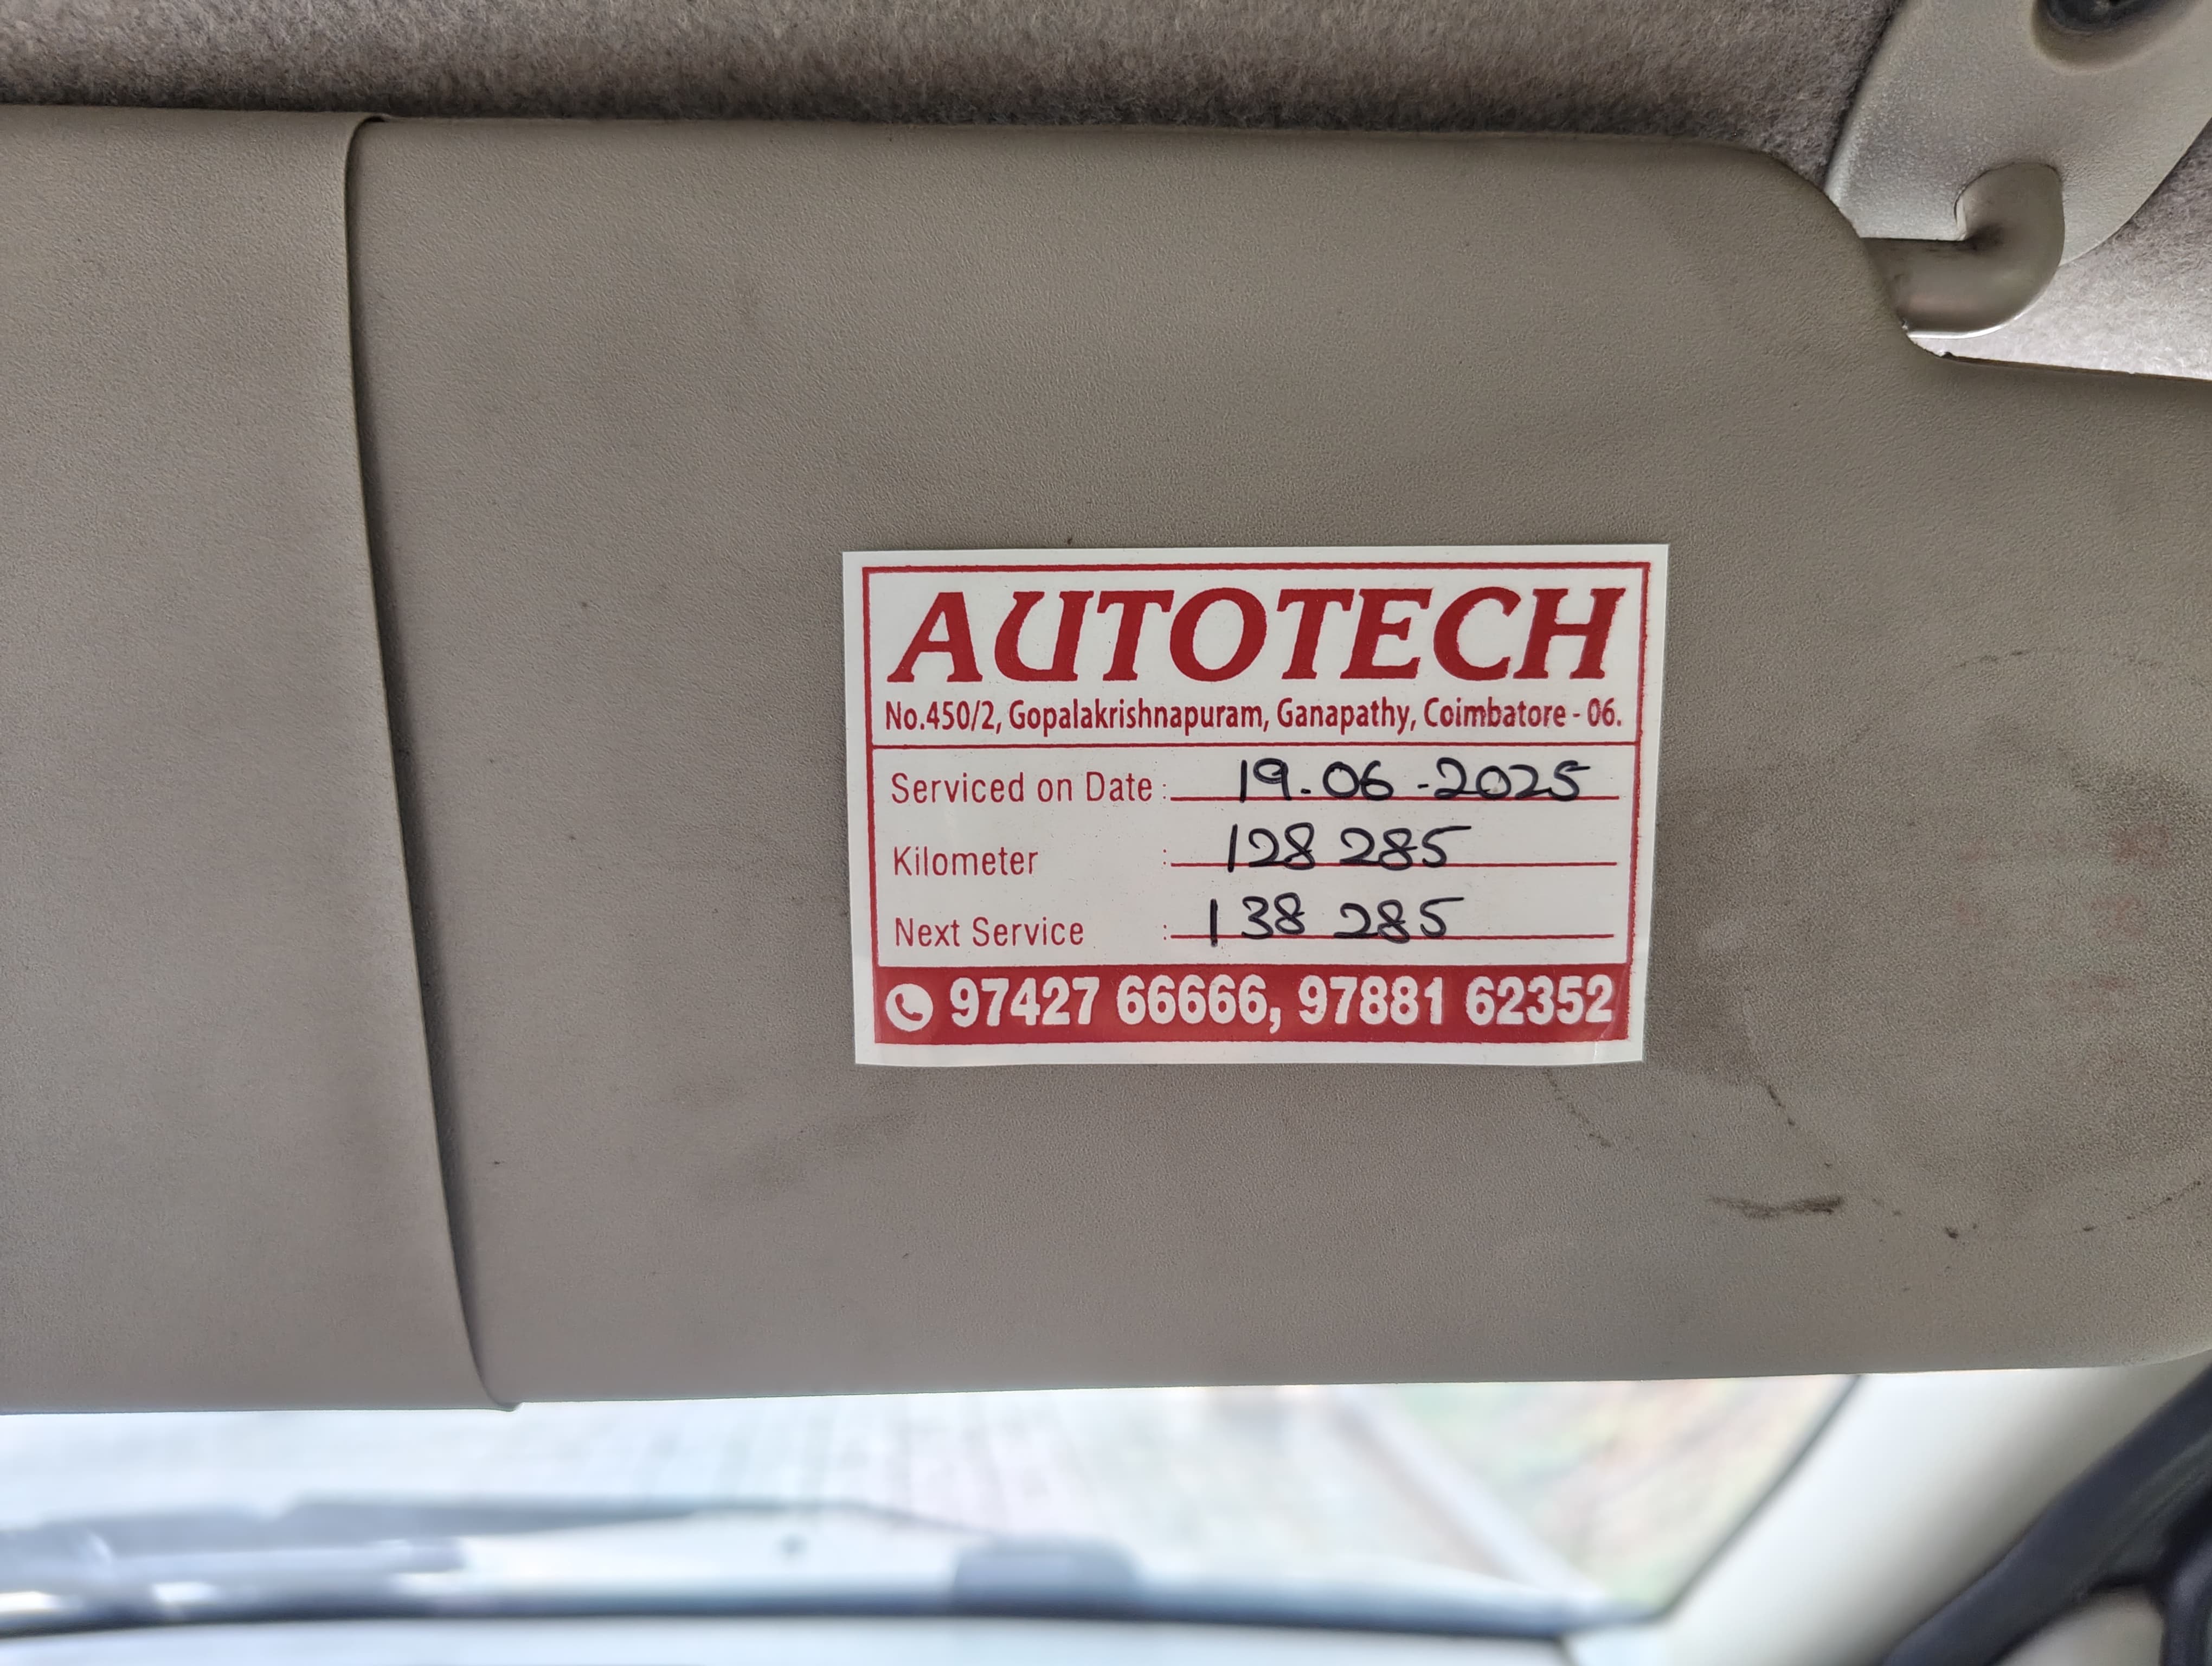 AUTOTECH
No.450/2, Gopalakrishnapuram, Ganapathy, Coimbatore - 06.
Serviced on Date : 19.06-2025
Kilometer : 128 285
Next Service : 138 285
97427 66666, 97881 62352